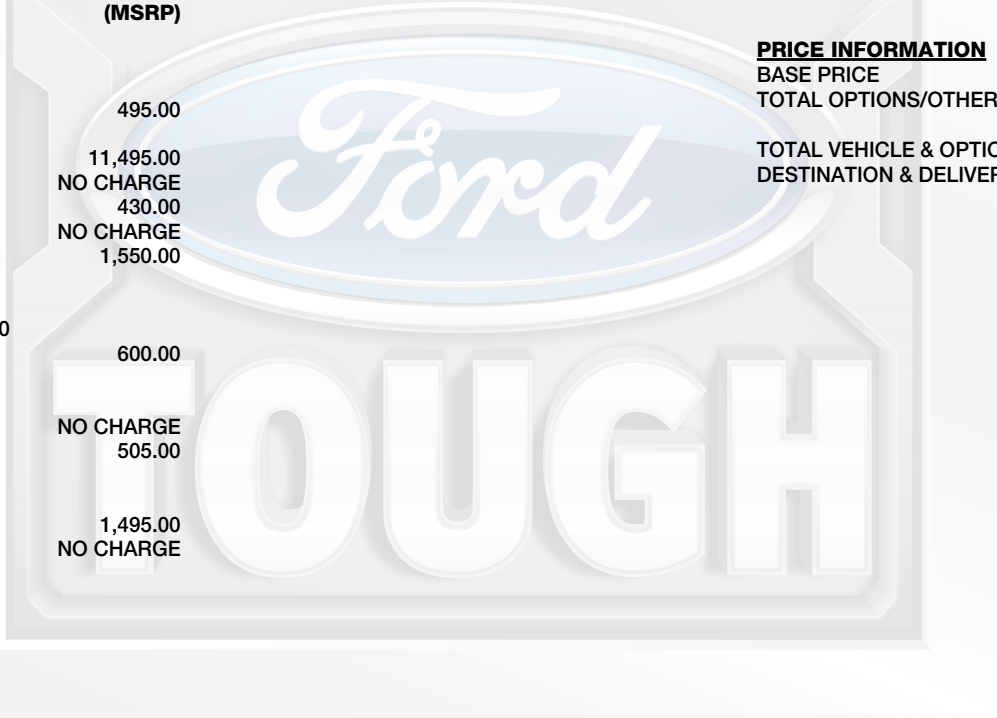 (MSRP)
495.00
11,495.00
NO CHARGE
430.00
NO CHARGE
1,550.00
0
600.00
NO CHARGE
505.00
1,495.00
NO CHARGE
PRICE INFORMATION
BASE PRICE
TOTAL OPTIONS/OTHER
TOTAL VEHICLE & OPTIO
DESTINATION & DELIVER
Ford
TOUGH